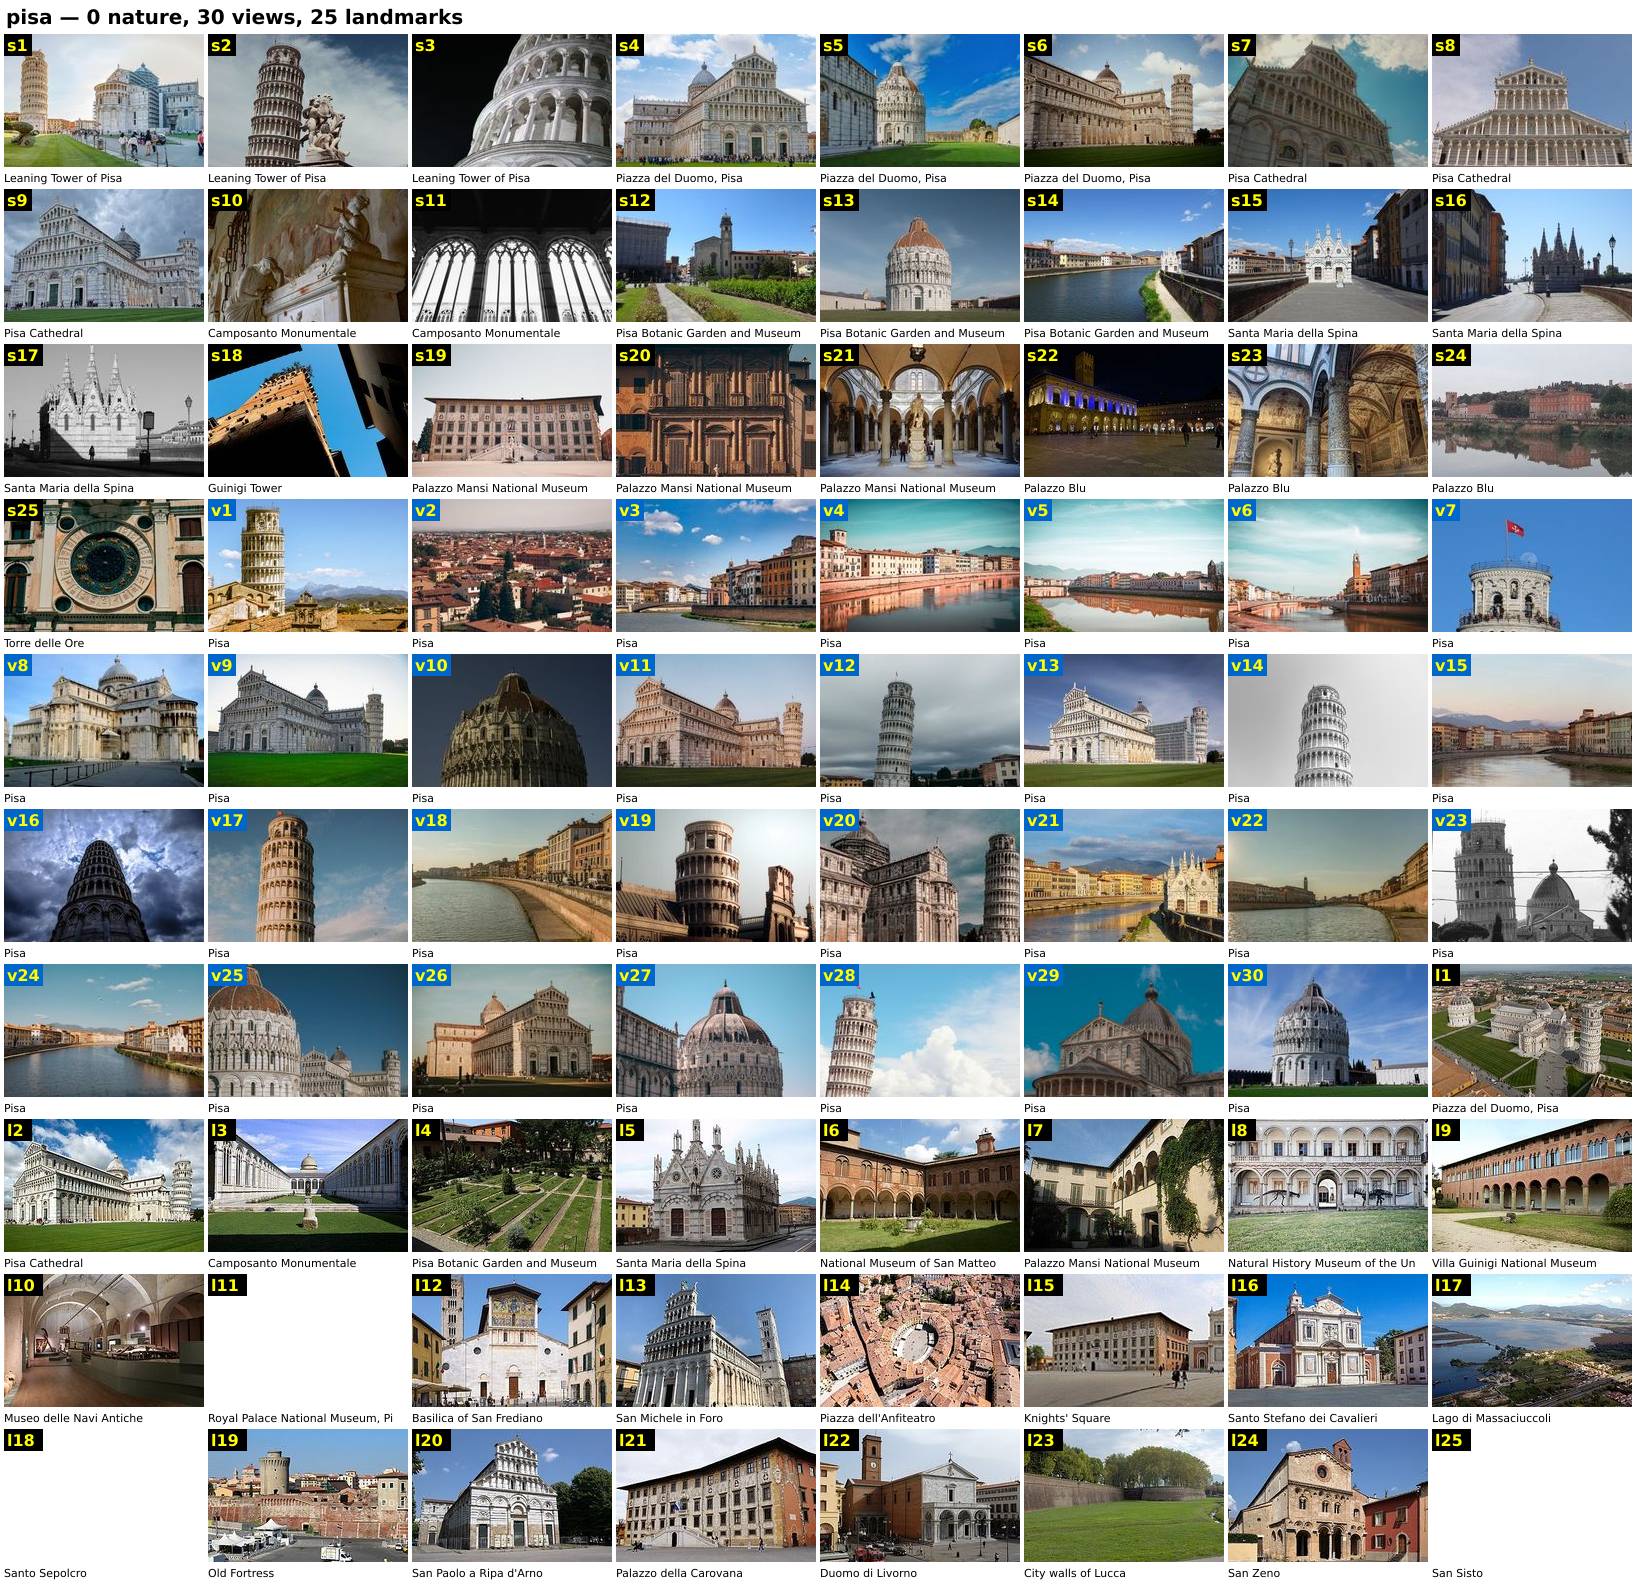 pisa — 0 nature, 30 views, 25 landmarks
s1 s2 s3 s4 s5 s6 s7 s8
Leaning Tower of Pisa Leaning Tower of Pisa Leaning Tower of Pisa Piazza del Duomo, Pisa Piazza del Duomo, Pisa Piazza del Duomo, Pisa Pisa Cathedral Pisa Cathedral
s9 s10 s11 s12 s13 s14 s15 s16
Pisa Cathedral Camposanto Monumentale Camposanto Monumentale Pisa Botanic Garden and Museum Pisa Botanic Garden and Museum Pisa Botanic Garden and Museum Santa Maria della Spina Santa Maria della Spina
s17 s18 s19 s20 s21 s22 s23 s24
Santa Maria della Spina Guinigi Tower Palazzo Mansi National Museum Palazzo Mansi National Museum Palazzo Mansi National Museum Palazzo Blu Palazzo Blu Palazzo Blu
s25 v1 v2 v3 v4 v5 v6 v7
Torre delle Ore Pisa Pisa Pisa Pisa Pisa Pisa Pisa
v8 v9 v10 v11 v12 v13 v14 v15
Pisa Pisa Pisa Pisa Pisa Pisa Pisa Pisa
v16 v17 v18 v19 v20 v21 v22 v23
Pisa Pisa Pisa Pisa Pisa Pisa Pisa Pisa
v24 v25 v26 v27 v28 v29 v30 l1
Pisa Pisa Pisa Pisa Pisa Pisa Pisa Piazza del Duomo, Pisa
l2 l3 l4 l5 l6 l7 l8 l9
Pisa Cathedral Camposanto Monumentale Pisa Botanic Garden and Museum Santa Maria della Spina National Museum of San Matteo Palazzo Mansi National Museum Natural History Museum of the Un Villa Guinigi National Museum
l10 l11 l12 l13 l14 l15 l16 l17
Museo delle Navi Antiche Royal Palace National Museum, Pi Basilica of San Frediano San Michele in Foro Piazza dell'Anfiteatro Knights' Square Santo Stefano dei Cavalieri Lago di Massaciuccoli
l18 l19 l20 l21 l22 l23 l24 l25
Santo Sepolcro Old Fortress San Paolo a Ripa d'Arno Palazzo della Carovana Duomo di Livorno City walls of Lucca San Zeno San Sisto